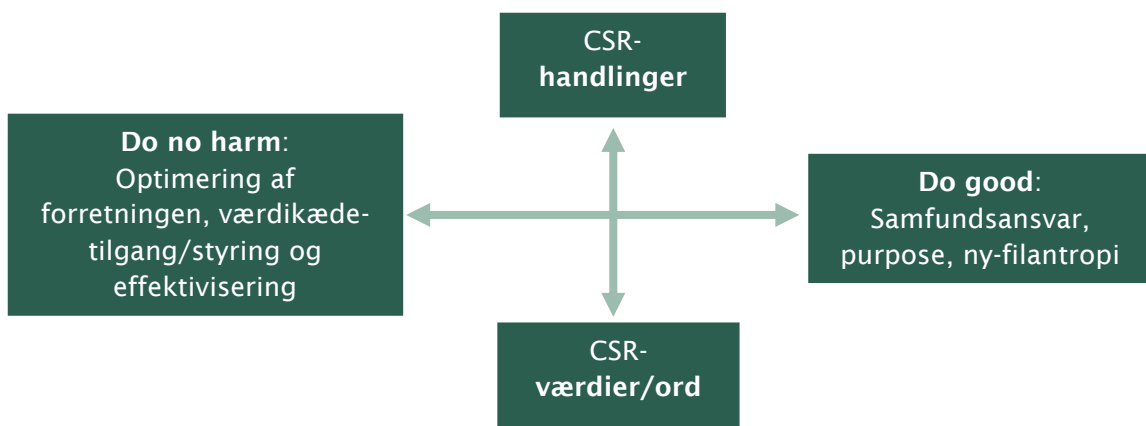 CSR-
handlinger
Do no harm:
Optimering af
forretningen, værdikæde-
tilgang/styring og
effektivisering
Do good:
Samfundsansvar,
purpose, ny-filantropi
CSR-
værdier/ord